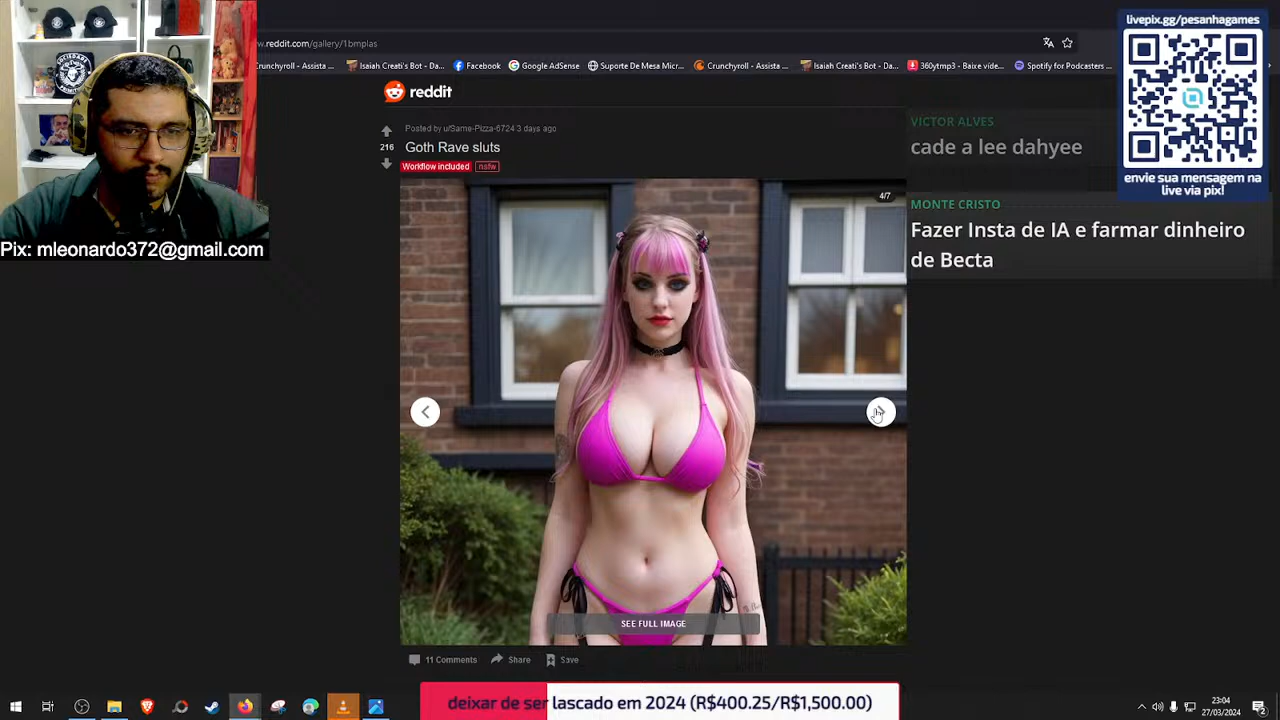 livepix.gg/pesanhagames
envie sua mensagem na
live via pix!
w.reddit.com/gallery/1bmplas
Crunchyroll - Assista ...
Isaiah Creati's Bot - Da...
Face
Google AdSense
Suporte De Mesa Micr...
Crunchyroll - Assista ...
Isaiah Creati's Bot - Da...
360ytmp3 - Baixe víde...
Spotify for Podcasters ...
reddit
Posted by u/Same-Pizza-6724 3 days ago
216
Goth Rave sluts
Workflow included
nsfw
4/7
VICTOR ALVES
cade a lee dahyee
MONTE CRISTO
Fazer Insta de IA e farmar dinheiro
de Becta
Pix: mleonardo372@gmail.com
SEE FULL IMAGE
11 Comments
Share
Save
deixar de ser lascado em 2024 (R$400.25/R$1,500.00)
23:04
27/03/2024
2